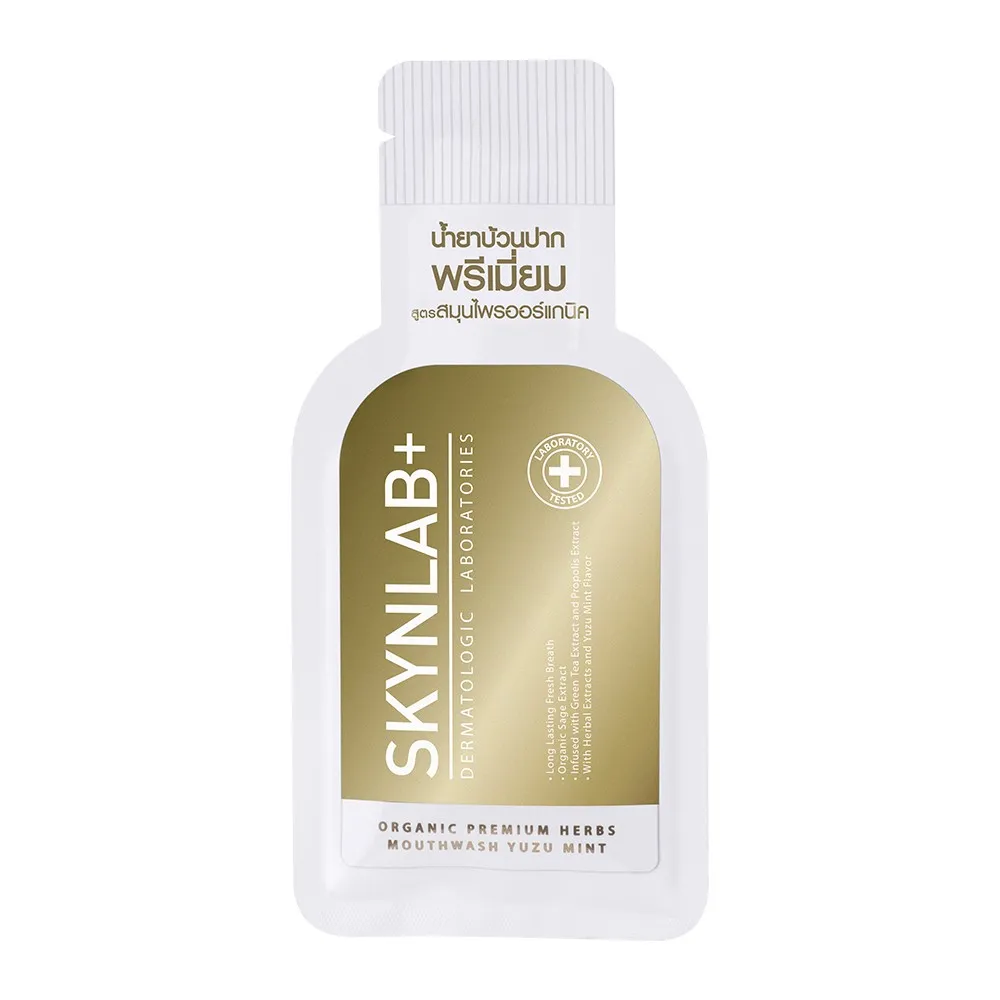 น้ำยาบ้วนปาก
พรีเมี่ยม
สูตรสมุนไพรออร์แกนิค
SKYNLAB+
DERMATOLOGIC LABORATORIES
LABORATORY
TESTED
• Long Lasting Fresh Breath
• Organic Sage Extract
• Infused with Green Tea Extract and Propolis Extract
• With Herbal Extracts and Yuzu Mint Flavor
ORGANIC PREMIUM HERBS
MOUTHWASH YUZU MINT